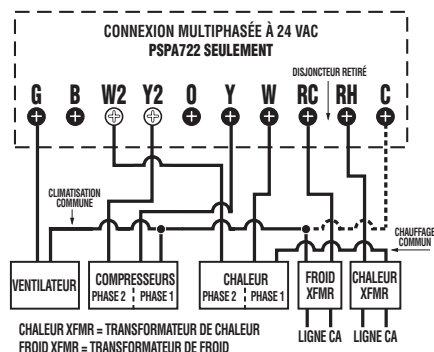 CONNEXION MULTIPHASÉE À 24 VAC
PSPA722 SEULEMENT
DISJONCTEUR RETIRÉ
G B W2 Y2 O Y W RC RH C
CLIMATISATION
COMMUNE
CHAUFFAGE
COMMUN
VENTILATEUR
COMPRESSEURS
PHASE 2 PHASE 1
CHALEUR
PHASE 2 PHASE 1
FROID
XFMR
CHALEUR
XFMR
CHALEUR XFMR = TRANSFORMATEUR DE CHALEUR
FROID XFMR = TRANSFORMATEUR DE FROID
LIGNE CA LIGNE CA